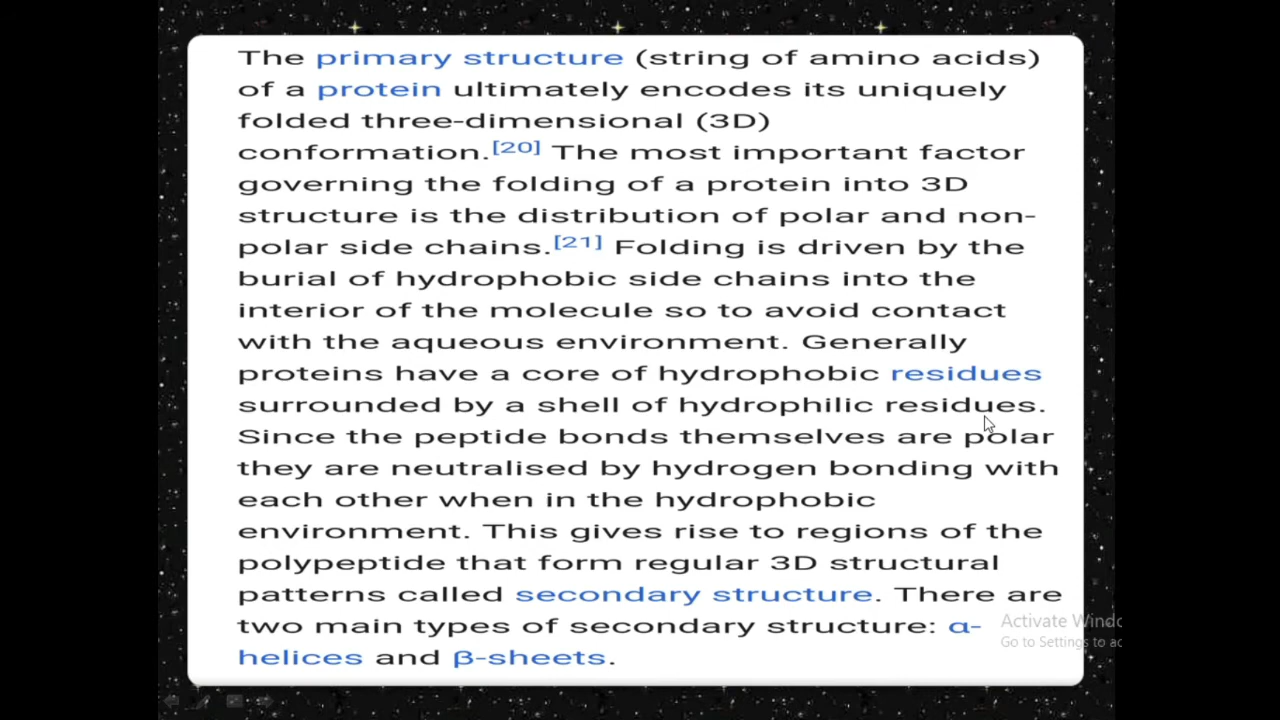 The primary structure (string of amino acids)
of a protein ultimately encodes its uniquely
folded three-dimensional (3D)
conformation.[20] The most important factor
governing the folding of a protein into 3D
structure is the distribution of polar and non-
polar side chains.[21] Folding is driven by the
burial of hydrophobic side chains into the
interior of the molecule so to avoid contact
with the aqueous environment. Generally
proteins have a core of hydrophobic residues
surrounded by a shell of hydrophilic residues.
Since the peptide bonds themselves are polar
they are neutralised by hydrogen bonding with
each other when in the hydrophobic
environment. This gives rise to regions of the
polypeptide that form regular 3D structural
patterns called secondary structure. There are
two main types of secondary structure: α-
helices and β-sheets.
Activate Windo
Go to Settings to ac